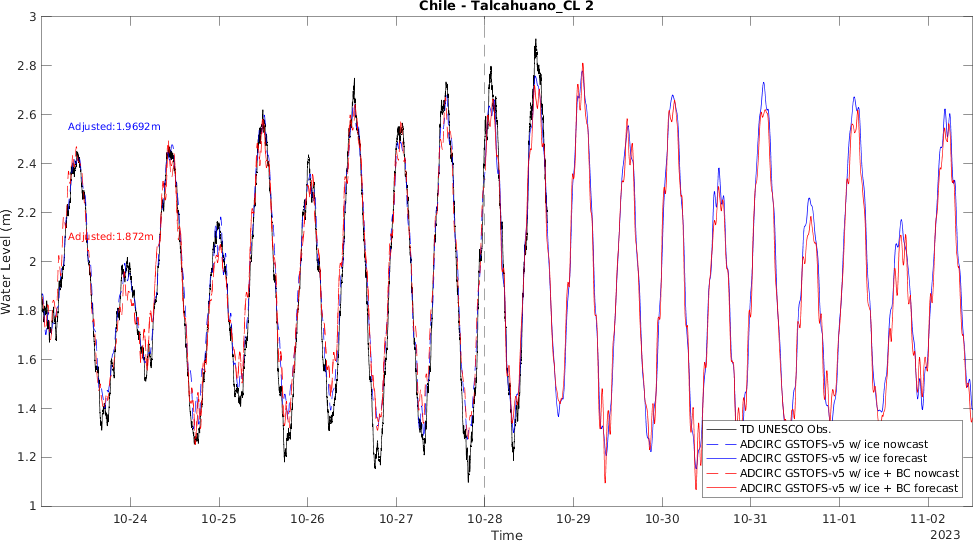 Chile - Talcahuano_CL 2
3
2.8
2.6
2.4
2.2
2
1.8
1.6
1.4
1.2
1
Water Level (m)
Adjusted:1.9692m
Adjusted:1.872m
TD UNESCO Obs.
ADCIRC GSTOFS-v5 w/ ice nowcast
ADCIRC GSTOFS-v5 w/ ice forecast
ADCIRC GSTOFS-v5 w/ ice + BC nowcast
ADCIRC GSTOFS-v5 w/ ice + BC forecast
10-24 10-25 10-26 10-27 10-28 10-29 10-30 10-31 11-01 11-02
2023
Time